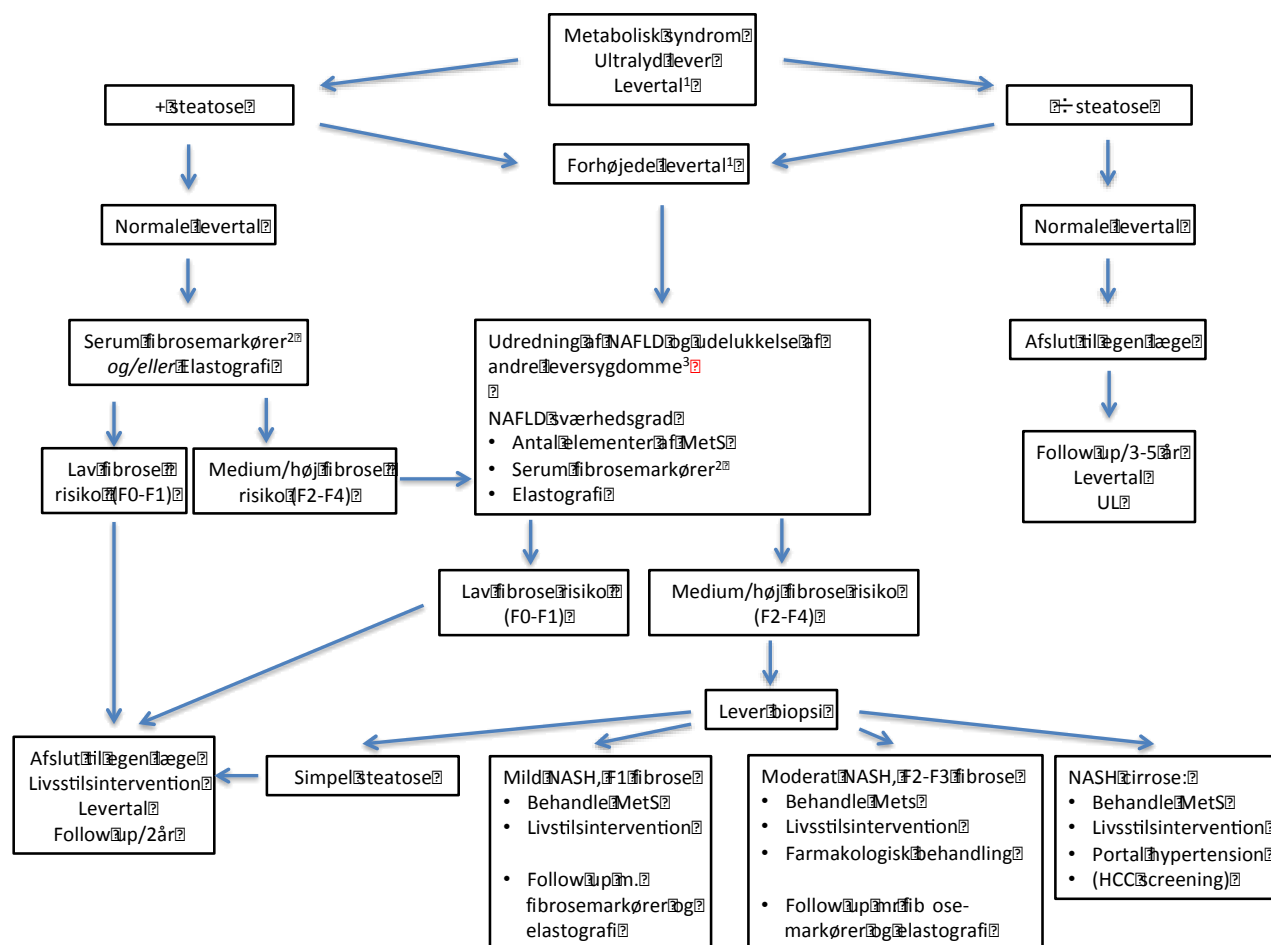 Metabolisk syndrom
Ultralyd lever
Levertal¹
+ steatose
÷ steatose
Forhøjede levertal¹
Normale levertal
Normale levertal
Serum fibrosemarkører²
og/eller Elastografi
Udredning af NAFLD og udelukkelse af
andre leversygdomme³
NAFLD sværhedsgrad
• Antal elementer af MetS
• Serum fibrosemarkører²
• Elastografi
Afslut til egen læge
Lav fibrose
risiko (F0-F1)
Medium/høj fibrose
risiko (F2-F4)
Follow up/3-5 år
Levertal
UL
Lav fibrose risiko
(F0-F1)
Medium/høj fibrose risiko
(F2-F4)
Lever biopsi
Afslut til egen læge
Livsstilsintervention
Levertal
Follow up/2år
Simpel steatose
Mild NASH, F1 fibrose
• Behandle MetS
• Livstilsintervention
• Follow up m.
fibrosemarkører og
elastografi
Moderat NASH, F2-F3 fibrose
• Behandle Mets
• Livsstilsintervention
• Farmakologisk behandling
• Follow up mr fib ose-
markører og elastografi
NASH cirrose:
• Behandle MetS
• Livsstilsintervention
• Portal hypertension
• (HCC screening)